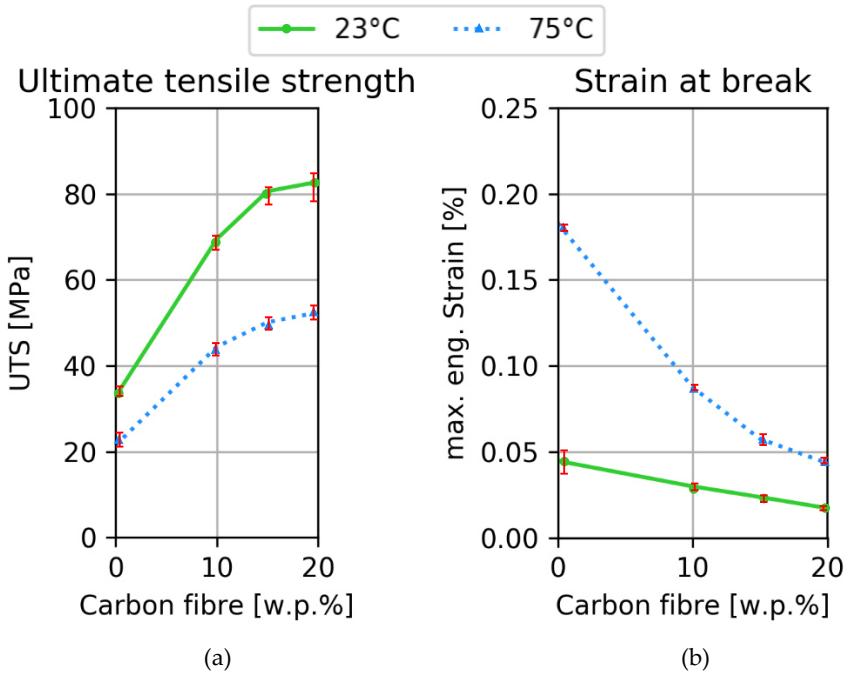 23°C 75°C
Ultimate tensile strength
100
80
60
40
20
0
UTS [MPa]
0 10 20
Carbon fibre [w.p.%]
(a)
Strain at break
0.25
0.20
0.15
0.10
0.05
0.00
max. eng. Strain [%]
0 10 20
Carbon fibre [w.p.%]
(b)